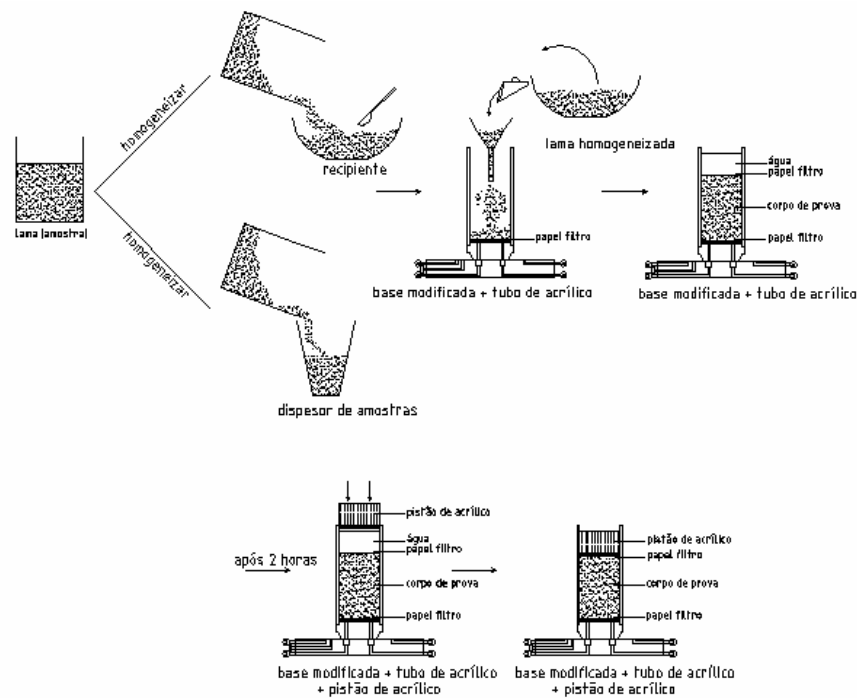 homogeneizar
recipiente
lama homogeneizada
lama (amostra)
homogeneizar
papel filtro
base modificada + tubo de acrílico
água
papel filtro
corpo de prova
papel filtro
base modificada + tubo de acrílico
dispesor de amostras
após 2 horas
pistão de acrílico
água
papel filtro
corpo de prova
papel filtro
base modificada + tubo de acrílico
+ pistão de acrílico
pistão de acrílico
papel filtro
corpo de prova
papel filtro
base modificada + tubo de acrílico
+ pistão de acrílico